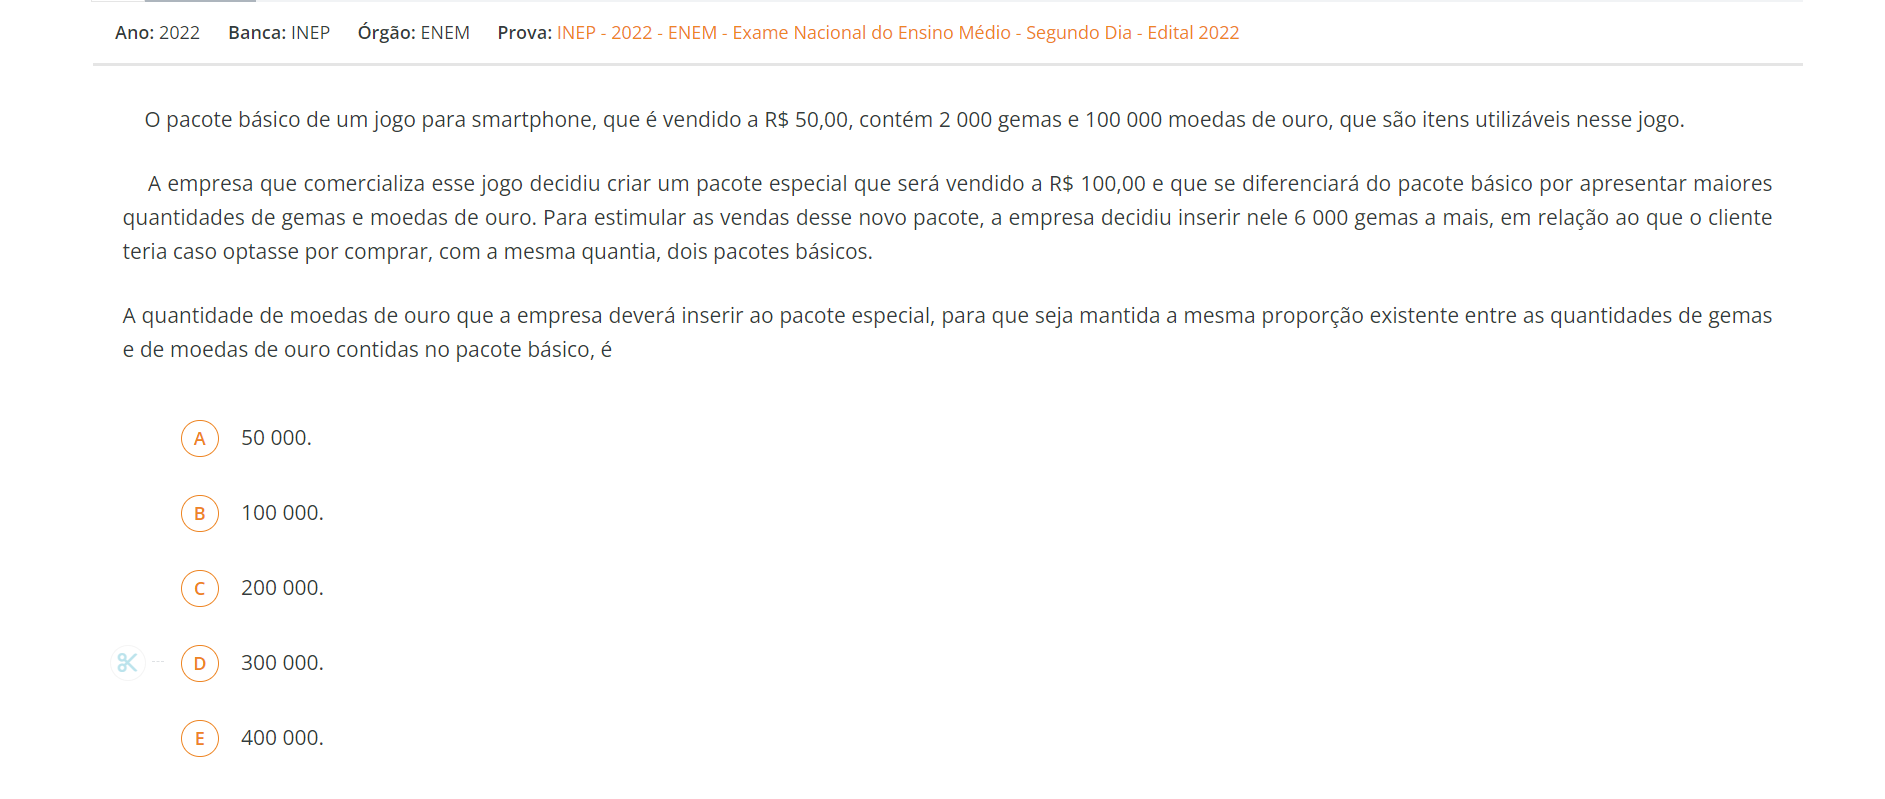 Ano: 2022 Banca: INEP Órgão: ENEM Prova: INEP - 2022 - ENEM - Exame Nacional do Ensino Médio - Segundo Dia - Edital 2022
O pacote básico de um jogo para smartphone, que é vendido a R$ 50,00, contém 2 000 gemas e 100 000 moedas de ouro, que são itens utilizáveis nesse jogo.
A empresa que comercializa esse jogo decidiu criar um pacote especial que será vendido a R$ 100,00 e que se diferenciará do pacote básico por apresentar maiores
quantidades de gemas e moedas de ouro. Para estimular as vendas desse novo pacote, a empresa decidiu inserir nele 6 000 gemas a mais, em relação ao que o cliente
teria caso optasse por comprar, com a mesma quantia, dois pacotes básicos.
A quantidade de moedas de ouro que a empresa deverá inserir ao pacote especial, para que seja mantida a mesma proporção existente entre as quantidades de gemas
e de moedas de ouro contidas no pacote básico, é
A 50 000.
B 100 000.
C 200 000.
D 300 000.
E 400 000.